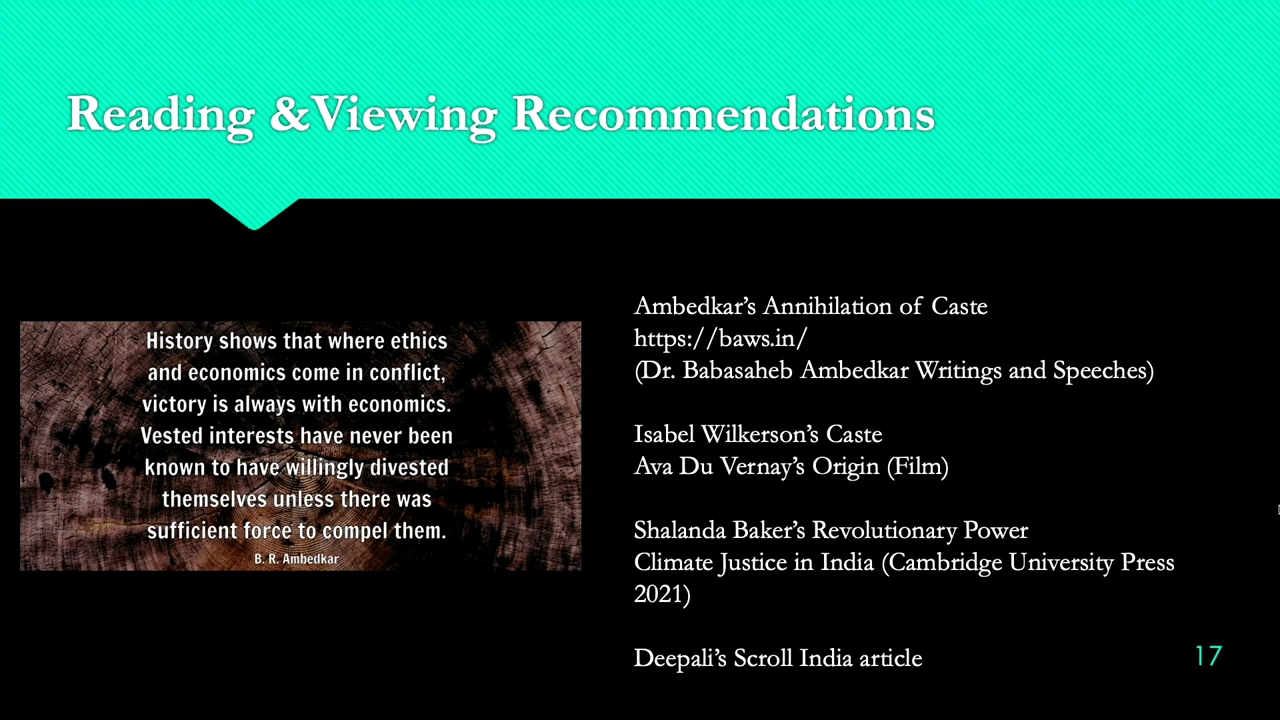 Reading &Viewing Recommendations
History shows that where ethics
and economics come in conflict,
victory is always with economics.
Vested interests have never been
known to have willingly divested
themselves unless there was
sufficient force to compel them.
B. R. Ambedkar
Ambedkar’s Annihilation of Caste
https://baws.in/
(Dr. Babasaheb Ambedkar Writings and Speeches)
Isabel Wilkerson’s Caste
Ava Du Vernay’s Origin (Film)
Shalanda Baker’s Revolutionary Power
Climate Justice in India (Cambridge University Press
2021)
Deepali’s Scroll India article
17